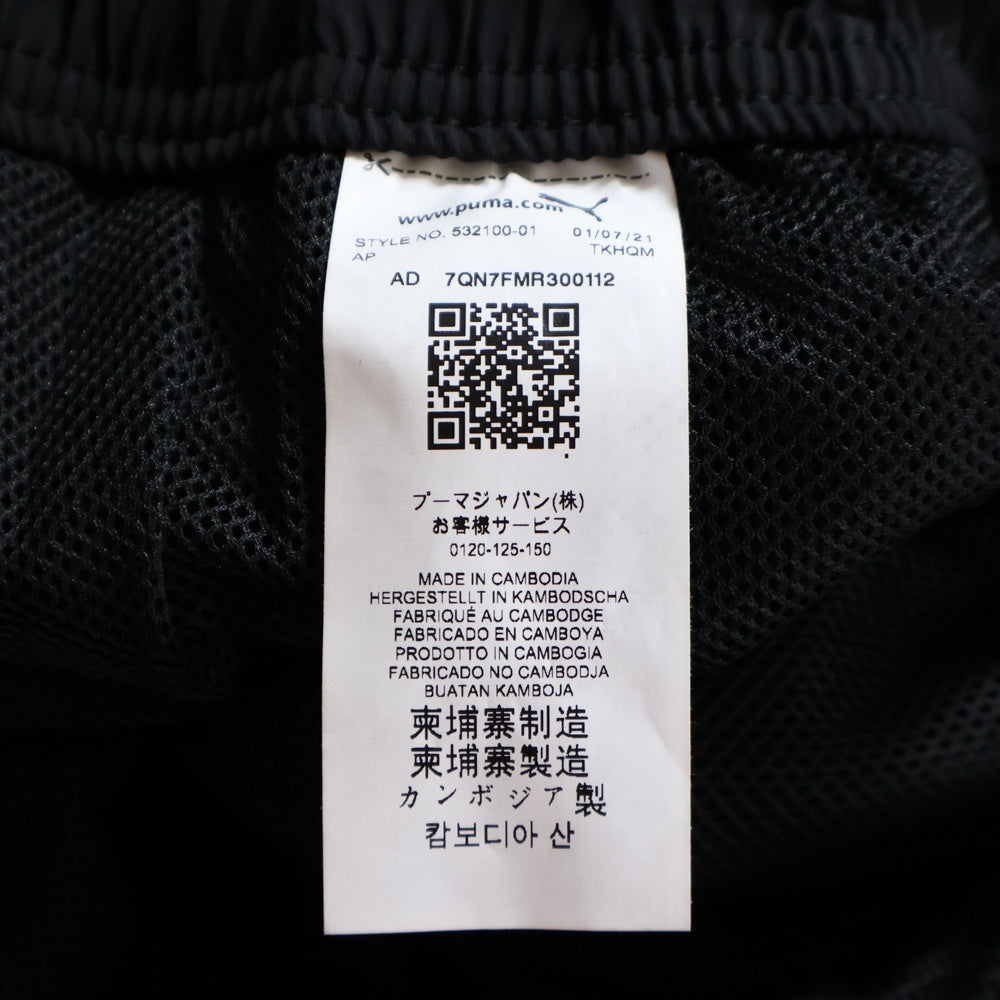 www.puma.com
STYLE NO. 532100-01 01/07/21
AP TKHQM
AD 7QN7FMR300112
プーマジャパン(株)
お客様サービス
0120-125-150
MADE IN CAMBODIA
HERGESTELLT IN KAMBODSCHA
FABRIQUÉ AU CAMBODGE
FABRICADO EN CAMBOYA
PRODOTTO IN CAMBOGIA
FABRICADO NO CAMBODJA
BUATAN KAMBOJA
柬埔寨制造
柬埔寨製造
カンボジア製
캄보디아 산